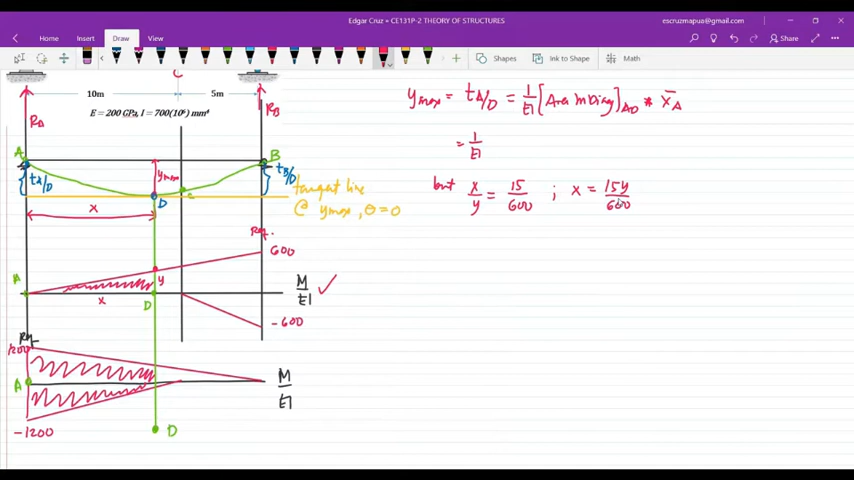 Edgar Cruz • CE131P-2 THEORY OF STRUCTURES
escruzmapua@gmail.com
Home Insert Draw View
Share
Shapes
Ink to Shape
Math
C
10m 5m
E = 200 GPa, I = 700(10⁶) mm⁴
RA
RB
A
B
tA/D
ymax
tB/D
D
C
x
tangent line
@ ymax, θ = 0
RB
600
y
A
x
D
M/EI ✓
-600
RA
1200
A
M/EI
-1200
D
ymax = tA/D = 1/EI [Area m Diag]AD * x̄A
= 1/EI
but x/y = 15/600 ; x = 15y/600